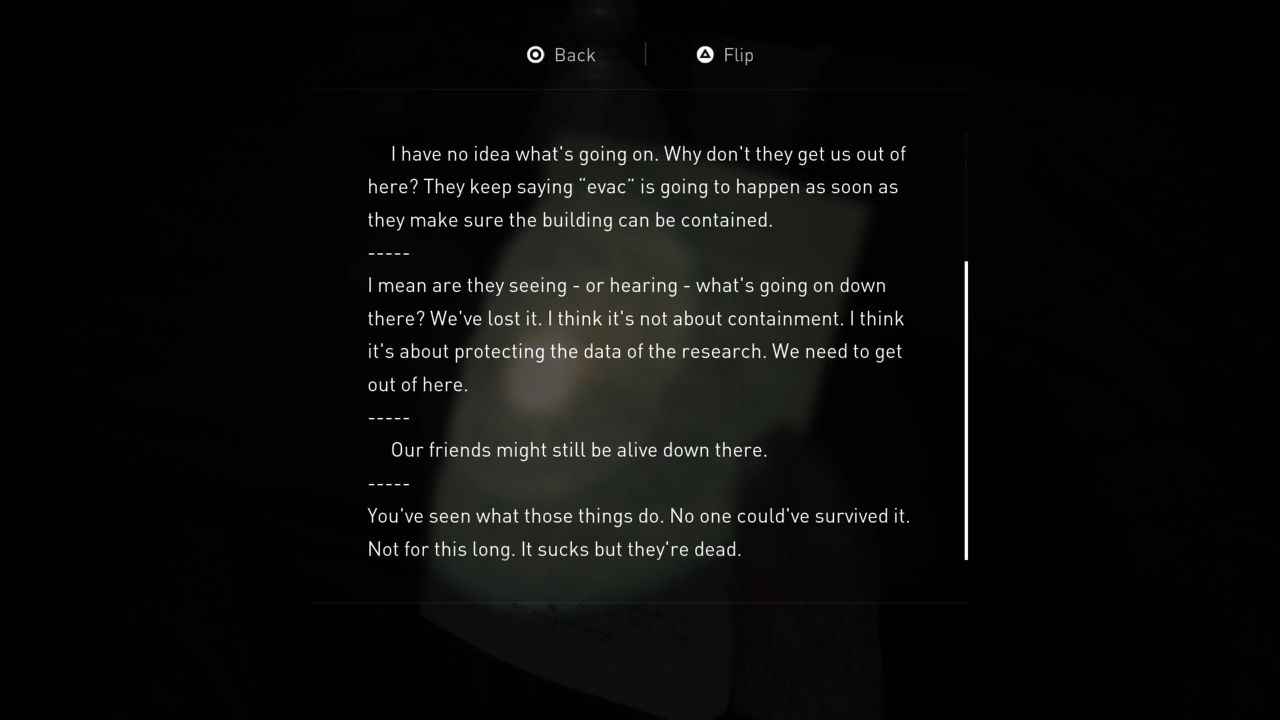 Back | Flip
I have no idea what's going on. Why don't they get us out of
here? They keep saying “evac” is going to happen as soon as
they make sure the building can be contained.
-----
I mean are they seeing - or hearing - what's going on down
there? We've lost it. I think it's not about containment. I think
it's about protecting the data of the research. We need to get
out of here.
-----
Our friends might still be alive down there.
-----
You've seen what those things do. No one could've survived it.
Not for this long. It sucks but they're dead.